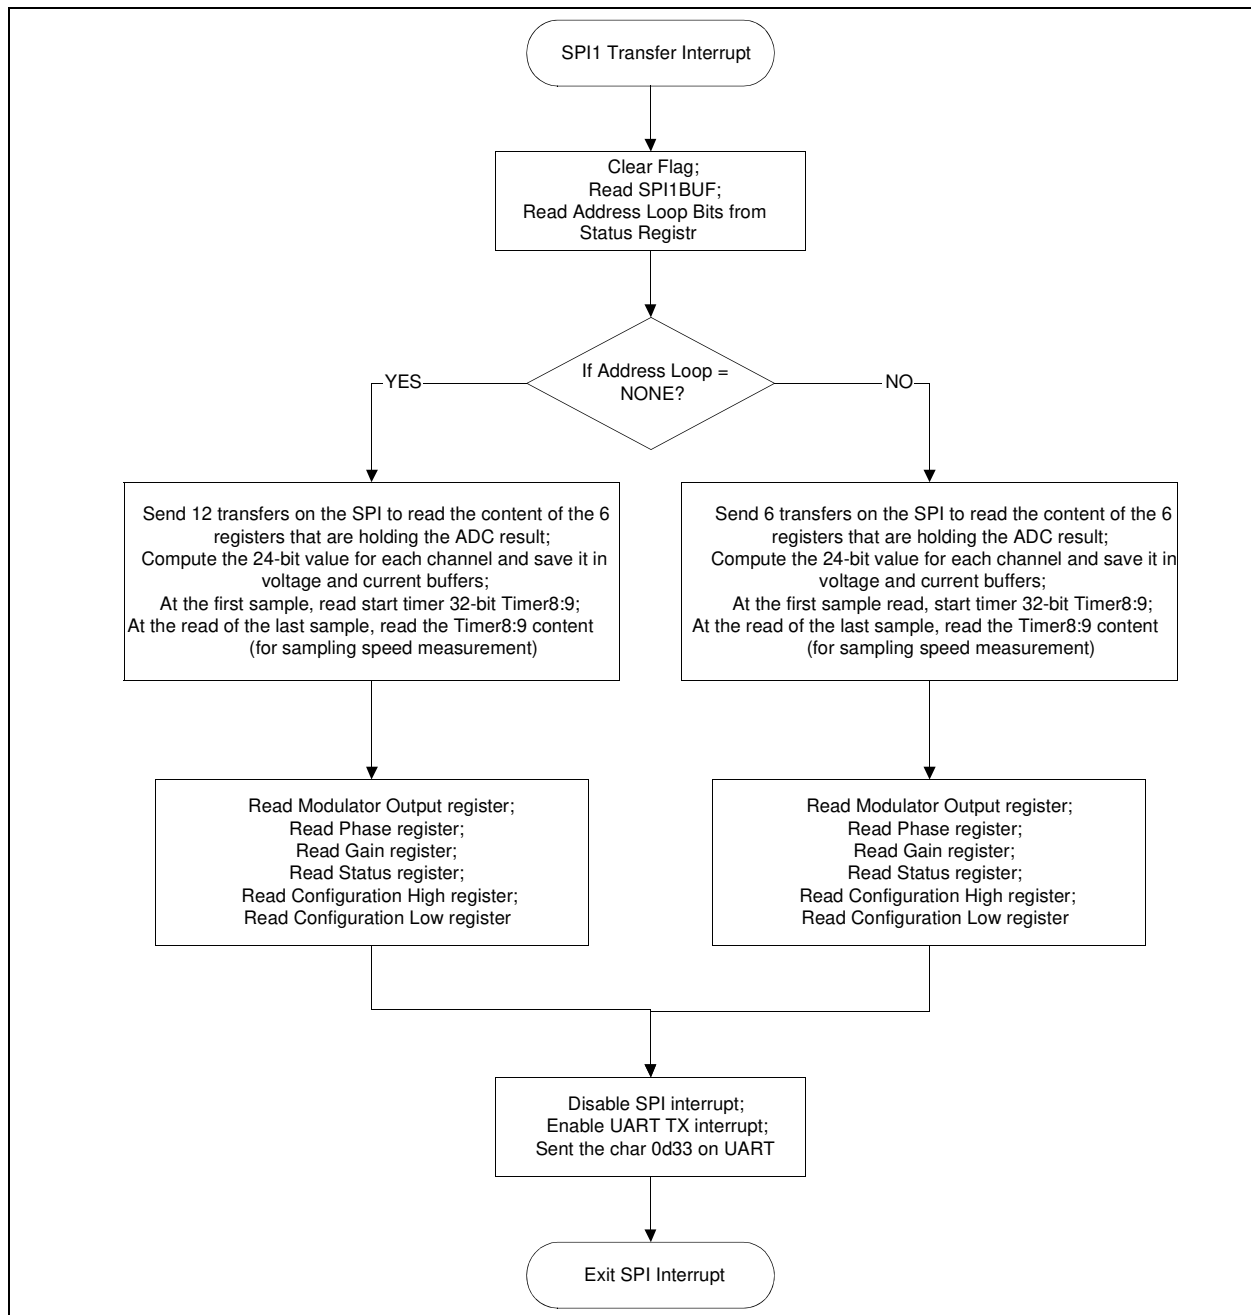 SPI1 Transfer Interrupt
Clear Flag;
Read SPI1BUF;
Read Address Loop Bits from
Status Registr
If Address Loop =
NONE?
YES
NO
Send 12 transfers on the SPI to read the content of the 6
registers that are holding the ADC result;
Compute the 24-bit value for each channel and save it in
voltage and current buffers;
At the first sample, read start timer 32-bit Timer8:9;
At the read of the last sample, read the Timer8:9 content
(for sampling speed measurement)
Send 6 transfers on the SPI to read the content of the 6
registers that are holding the ADC result;
Compute the 24-bit value for each channel and save it in
voltage and current buffers;
At the first sample read, start timer 32-bit Timer8:9;
At the read of the last sample, read the Timer8:9 content
(for sampling speed measurement)
Read Modulator Output register;
Read Phase register;
Read Gain register;
Read Status register;
Read Configuration High register;
Read Configuration Low register
Read Modulator Output register;
Read Phase register;
Read Gain register;
Read Status register;
Read Configuration High register;
Read Configuration Low register
Disable SPI interrupt;
Enable UART TX interrupt;
Sent the char 0d33 on UART
Exit SPI Interrupt